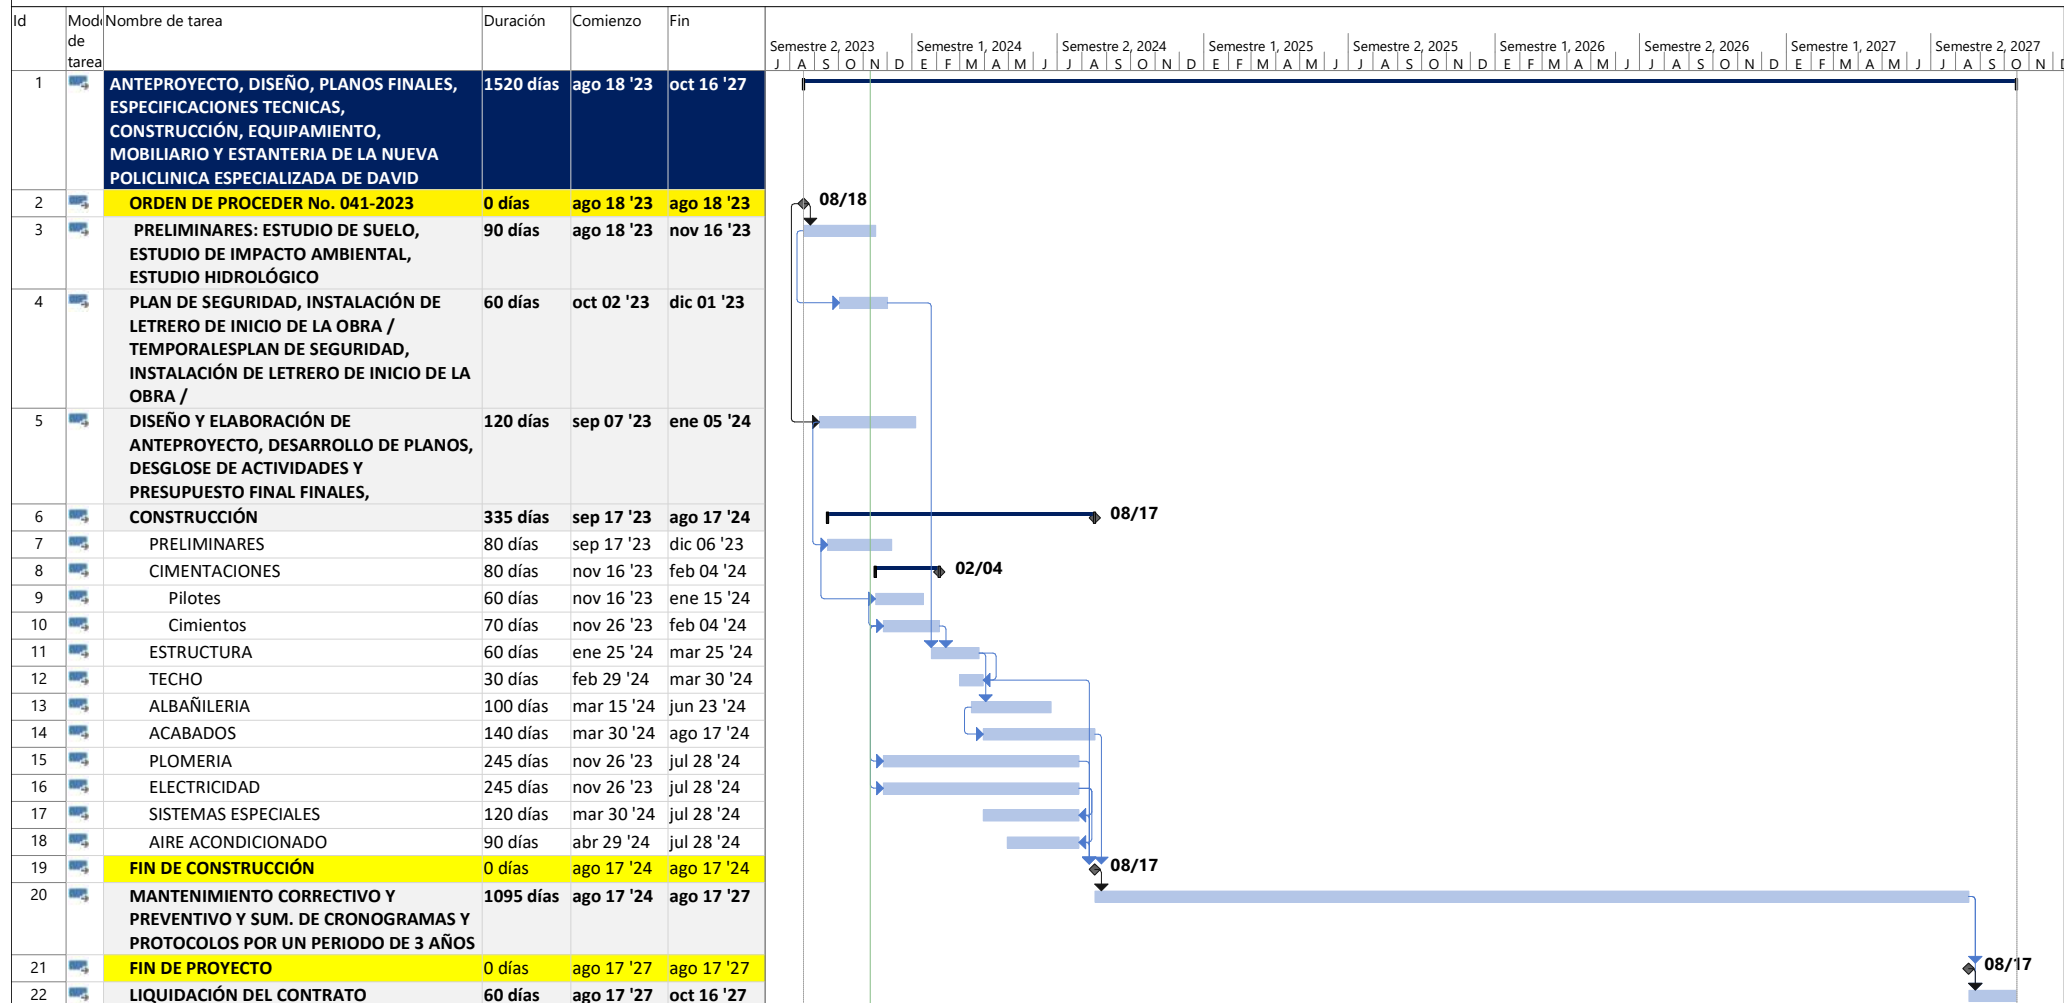 Id Modo Nombre de tarea Duración Comienzo Fin
de
tarea
Semestre 2, 2023 Semestre 1, 2024 Semestre 2, 2024 Semestre 1, 2025 Semestre 2, 2025 Semestre 1, 2026 Semestre 2, 2026 Semestre 1, 2027 Semestre 2, 2027
J A S O N D E F M A M J J A S O N D E F M A M J J A S O N D E F M A M J J A S O N D E F M A M J J A S O N D
1 ANTEPROYECTO, DISEÑO, PLANOS FINALES, 1520 días ago 18 '23 oct 16 '27
ESPECIFICACIONES TECNICAS,
CONSTRUCCIÓN, EQUIPAMIENTO,
MOBILIARIO Y ESTANTERIA DE LA NUEVA
POLICLINICA ESPECIALIZADA DE DAVID
2 ORDEN DE PROCEDER No. 041-2023 0 días ago 18 '23 ago 18 '23 08/18
3 PRELIMINARES: ESTUDIO DE SUELO, 90 días ago 18 '23 nov 16 '23
ESTUDIO DE IMPACTO AMBIENTAL,
ESTUDIO HIDROLÓGICO
4 PLAN DE SEGURIDAD, INSTALACIÓN DE 60 días oct 02 '23 dic 01 '23
LETRERO DE INICIO DE LA OBRA /
TEMPORALESPLAN DE SEGURIDAD,
INSTALACIÓN DE LETRERO DE INICIO DE LA
OBRA /
5 DISEÑO Y ELABORACIÓN DE 120 días sep 07 '23 ene 05 '24
ANTEPROYECTO, DESARROLLO DE PLANOS,
DESGLOSE DE ACTIVIDADES Y
PRESUPUESTO FINAL FINALES,
6 CONSTRUCCIÓN 335 días sep 17 '23 ago 17 '24 08/17
7 PRELIMINARES 80 días sep 17 '23 dic 06 '23
8 CIMENTACIONES 80 días nov 16 '23 feb 04 '24 02/04
9 Pilotes 60 días nov 16 '23 ene 15 '24
10 Cimientos 70 días nov 26 '23 feb 04 '24
11 ESTRUCTURA 60 días ene 25 '24 mar 25 '24
12 TECHO 30 días feb 29 '24 mar 30 '24
13 ALBAÑILERIA 100 días mar 15 '24 jun 23 '24
14 ACABADOS 140 días mar 30 '24 ago 17 '24
15 PLOMERIA 245 días nov 26 '23 jul 28 '24
16 ELECTRICIDAD 245 días nov 26 '23 jul 28 '24
17 SISTEMAS ESPECIALES 120 días mar 30 '24 jul 28 '24
18 AIRE ACONDICIONADO 90 días abr 29 '24 jul 28 '24
19 FIN DE CONSTRUCCIÓN 0 días ago 17 '24 ago 17 '24 08/17
20 MANTENIMIENTO CORRECTIVO Y 1095 días ago 17 '24 ago 17 '27
PREVENTIVO Y SUM. DE CRONOGRAMAS Y
PROTOCOLOS POR UN PERIODO DE 3 AÑOS
21 FIN DE PROYECTO 0 días ago 17 '27 ago 17 '27 08/17
22 LIQUIDACIÓN DEL CONTRATO 60 días ago 17 '27 oct 16 '27